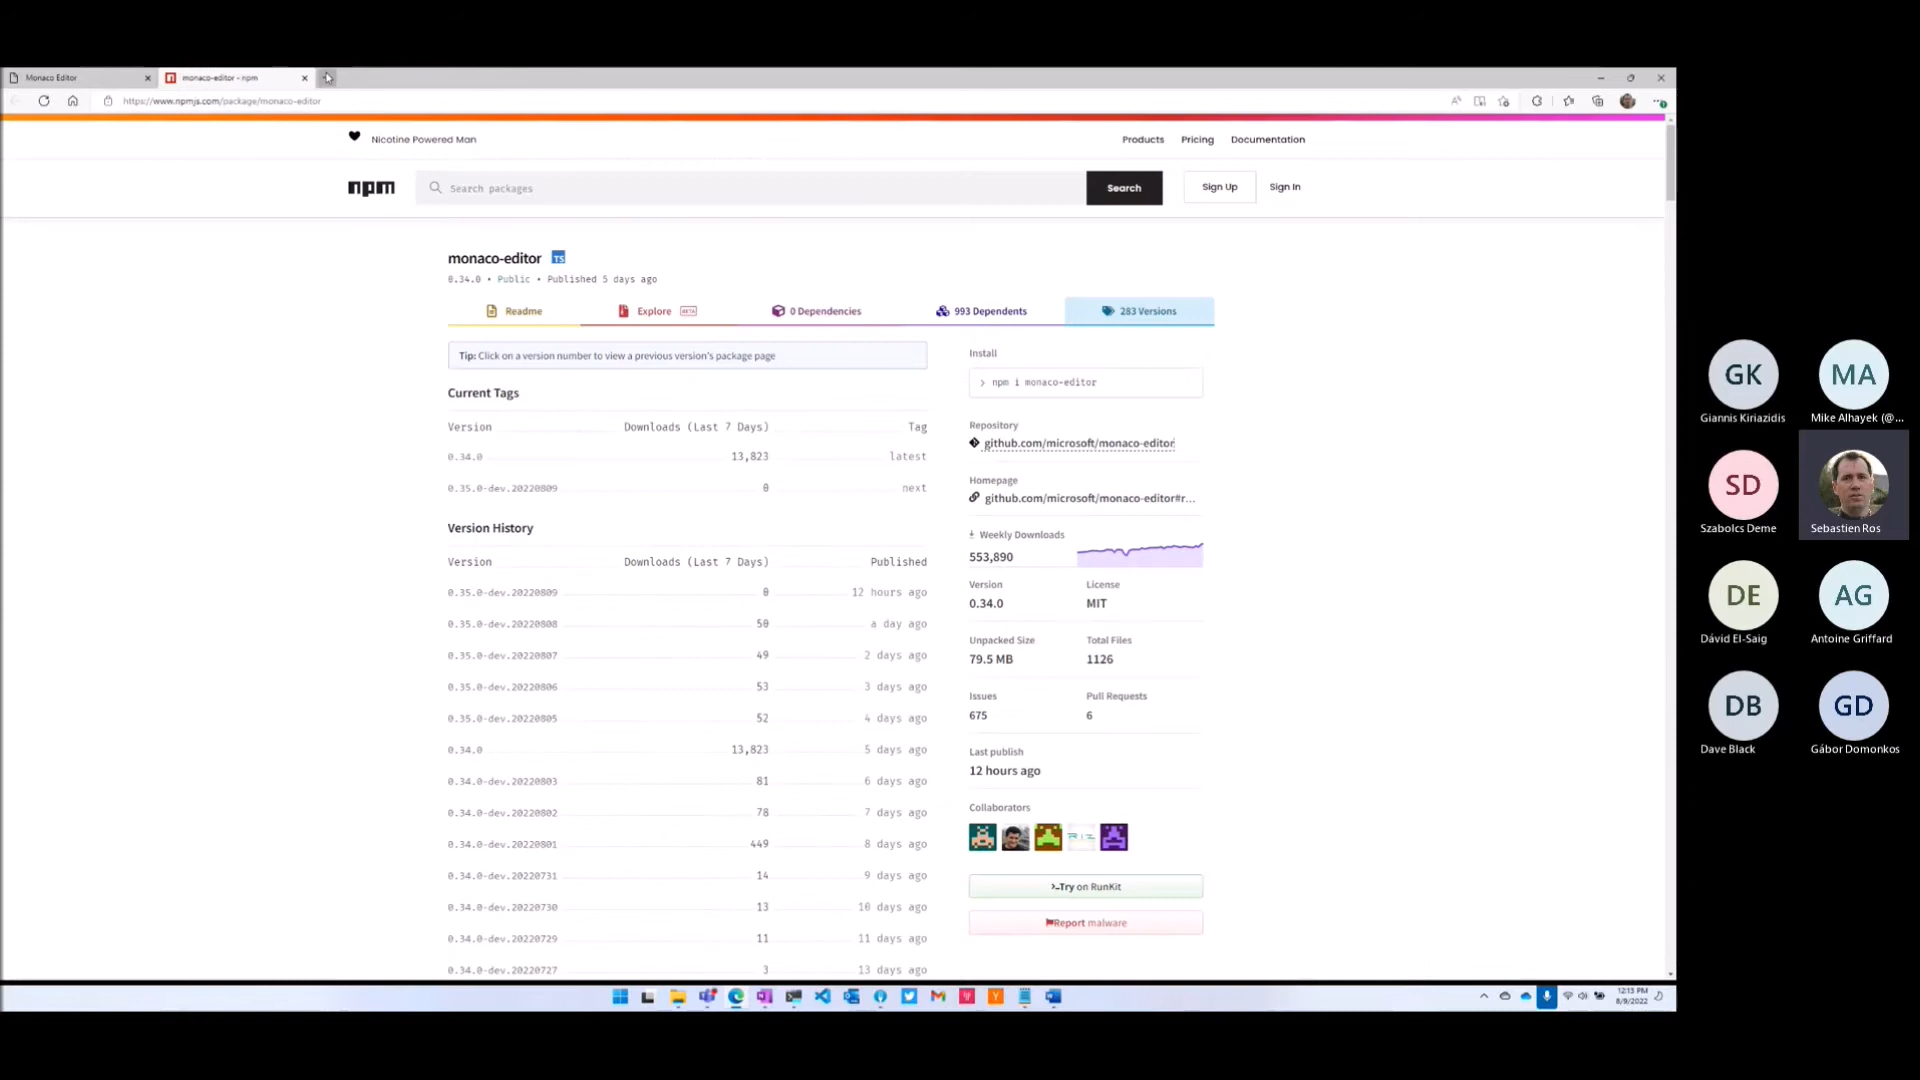 Monaco Editor
monaco-editor - npm
https://www.npmjs.com/package/monaco-editor
Nicotine Powered Man
Products
Pricing
Documentation
npm
Search packages
Search
Sign Up
Sign In
monaco-editor TS
0.34.0 • Public • Published 5 days ago
Readme
Explore BETA
0 Dependencies
993 Dependents
283 Versions
Tip: Click on a version number to view a previous version's package page
Current Tags
Version Downloads (Last 7 Days) Tag
0.34.0 13,823 latest
0.35.0-dev.20220809 0 next
Version History
Version Downloads (Last 7 Days) Published
0.35.0-dev.20220809 0 12 hours ago
0.35.0-dev.20220808 50 a day ago
0.35.0-dev.20220807 49 2 days ago
0.35.0-dev.20220806 53 3 days ago
0.35.0-dev.20220805 52 4 days ago
0.34.0 13,823 5 days ago
0.34.0-dev.20220803 81 6 days ago
0.34.0-dev.20220802 78 7 days ago
0.34.0-dev.20220801 449 8 days ago
0.34.0-dev.20220731 14 9 days ago
0.34.0-dev.20220730 13 10 days ago
0.34.0-dev.20220729 11 11 days ago
0.34.0-dev.20220727 3 13 days ago
Install
npm i monaco-editor
Repository
github.com/microsoft/monaco-editor
Homepage
github.com/microsoft/monaco-editor#r...
Weekly Downloads
553,890
Version License
0.34.0 MIT
Unpacked Size Total Files
79.5 MB 1126
Issues Pull Requests
675 6
Last publish
12 hours ago
Collaborators
Try on RunKit
Report malware
12:13 PM
8/9/2022
GK
Giannis Kiriazidis
MA
Mike Alhayek (@...
SD
Szabolcs Deme
Sebastien Ros
DE
Dávid El-Saig
AG
Antoine Griffard
DB
Dave Black
GD
Gábor Domonkos